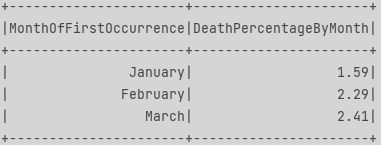 +--------------------+----------------------+
|MonthOfFirstOccurrence|DeathPercentageByMonth|
+--------------------+----------------------+
|               January|                  1.59|
|              February|                  2.29|
|                 March|                  2.41|
+--------------------+----------------------+